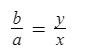 b/a = y/x